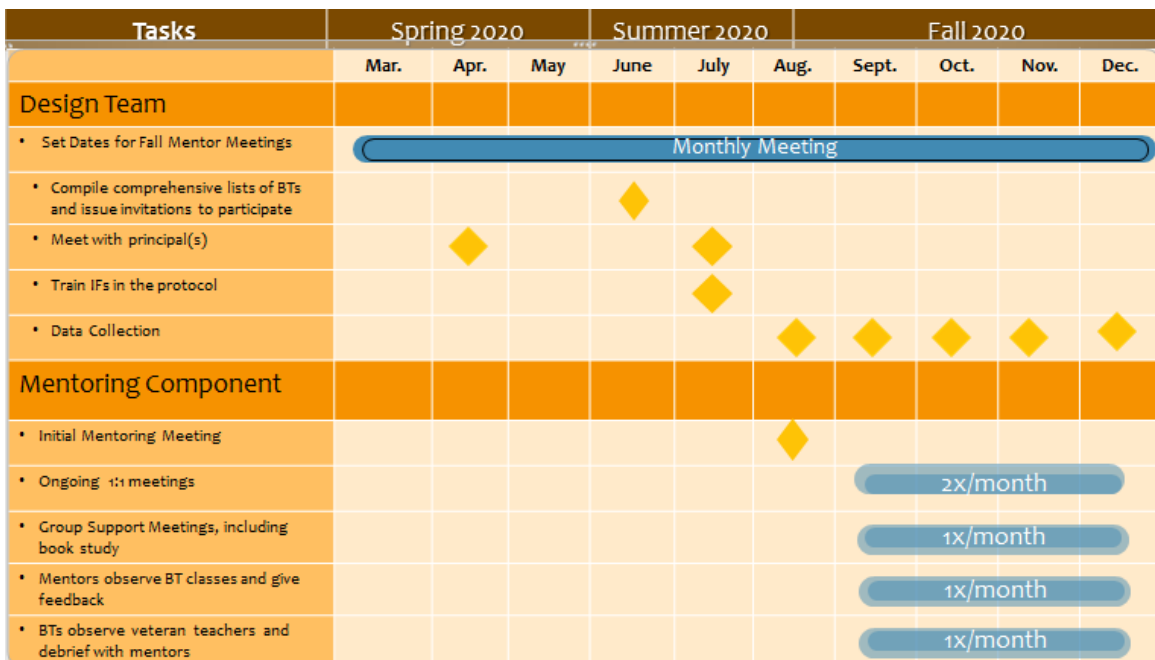 Tasks Spring 2020 Summer 2020 Fall 2020
Mar. Apr. May June July Aug. Sept. Oct. Nov. Dec.
Design Team
• Set Dates for Fall Mentor Meetings Monthly Meeting
• Compile comprehensive lists of BTs
and issue invitations to participate
• Meet with principal(s)
• Train IFs in the protocol
• Data Collection
Mentoring Component
• Initial Mentoring Meeting
• Ongoing 1:1 meetings 2x/month
• Group Support Meetings, including
book study 1x/month
• Mentors observe BT classes and give
feedback 1x/month
• BTs observe veteran teachers and
debrief with mentors 1x/month